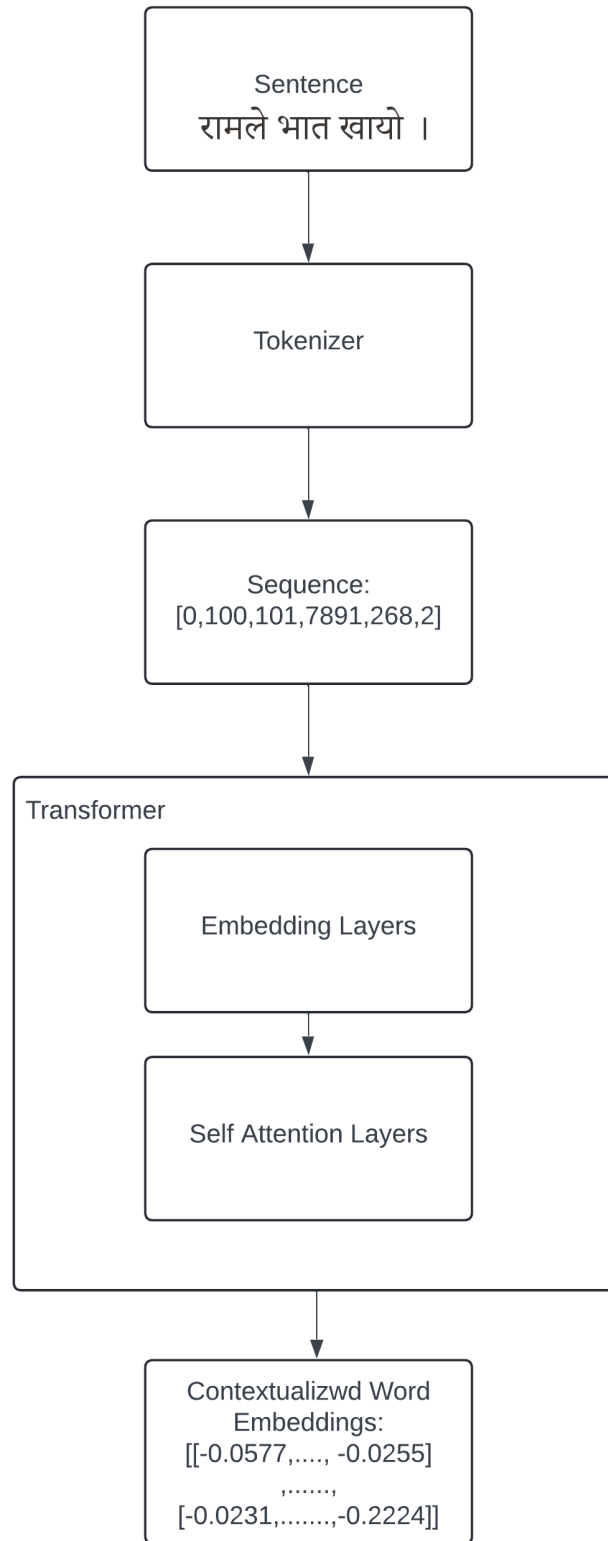 Sentence
रामले भात खायो ।
Tokenizer
Sequence:
[0,100,101,7891,268,2]
Transformer
Embedding Layers
Self Attention Layers
Contextualizwd Word
Embeddings:
[[-0.0577,...., -0.0255]
,......,
[-0.0231,.......,-0.2224]]